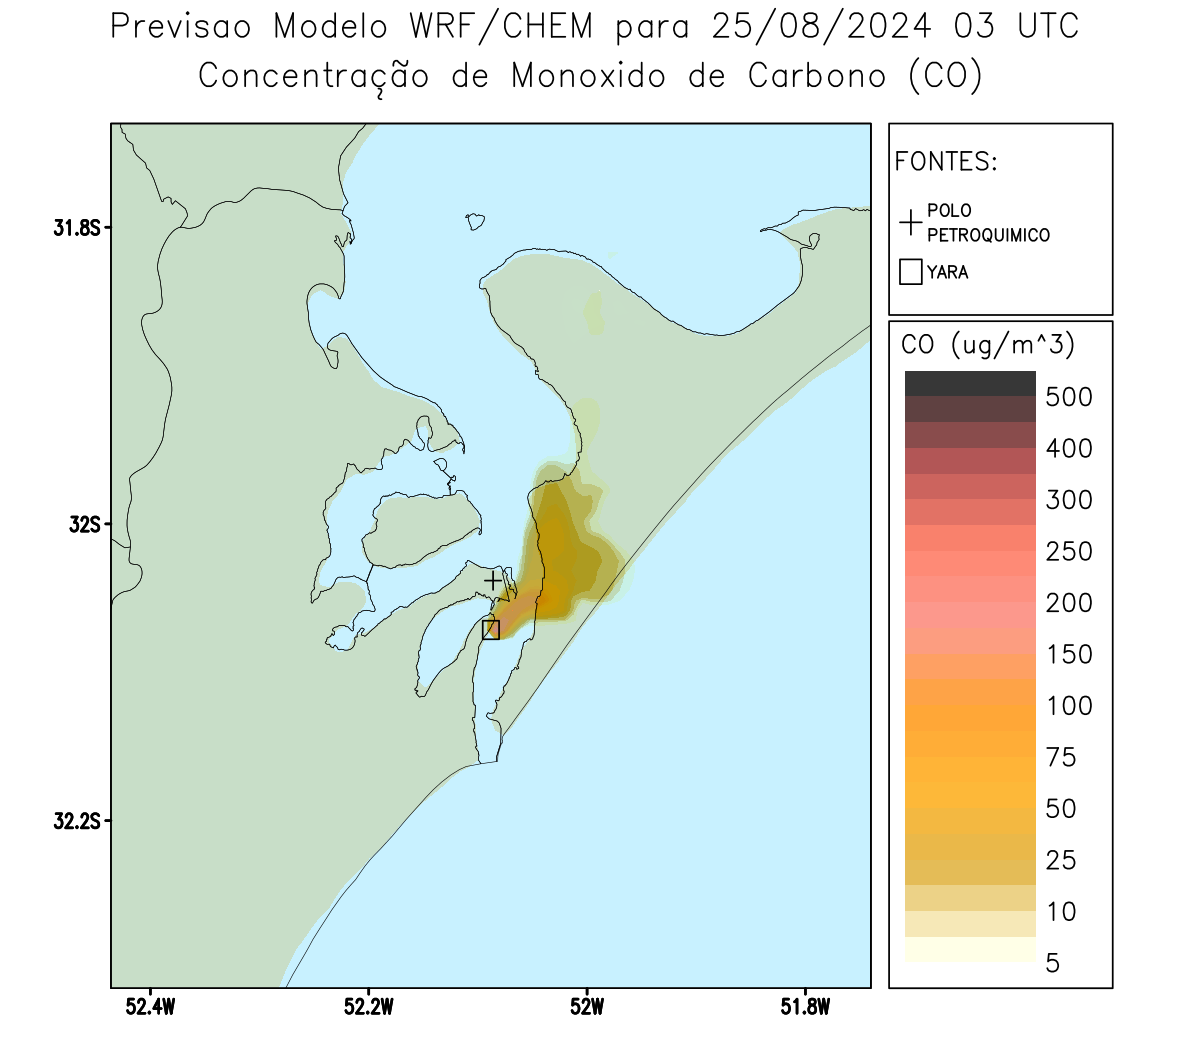 Previsao Modelo WRF/CHEM para 25/08/2024 03 UTC
Concentração de Monoxido de Carbono (CO)
FONTES:
POLO
PETROQUIMICO
YARA
CO (ug/m^3)
500
400
300
250
200
150
100
75
50
25
10
5
31.8S
32S
32.2S
52.4W
52.2W
52W
51.8W